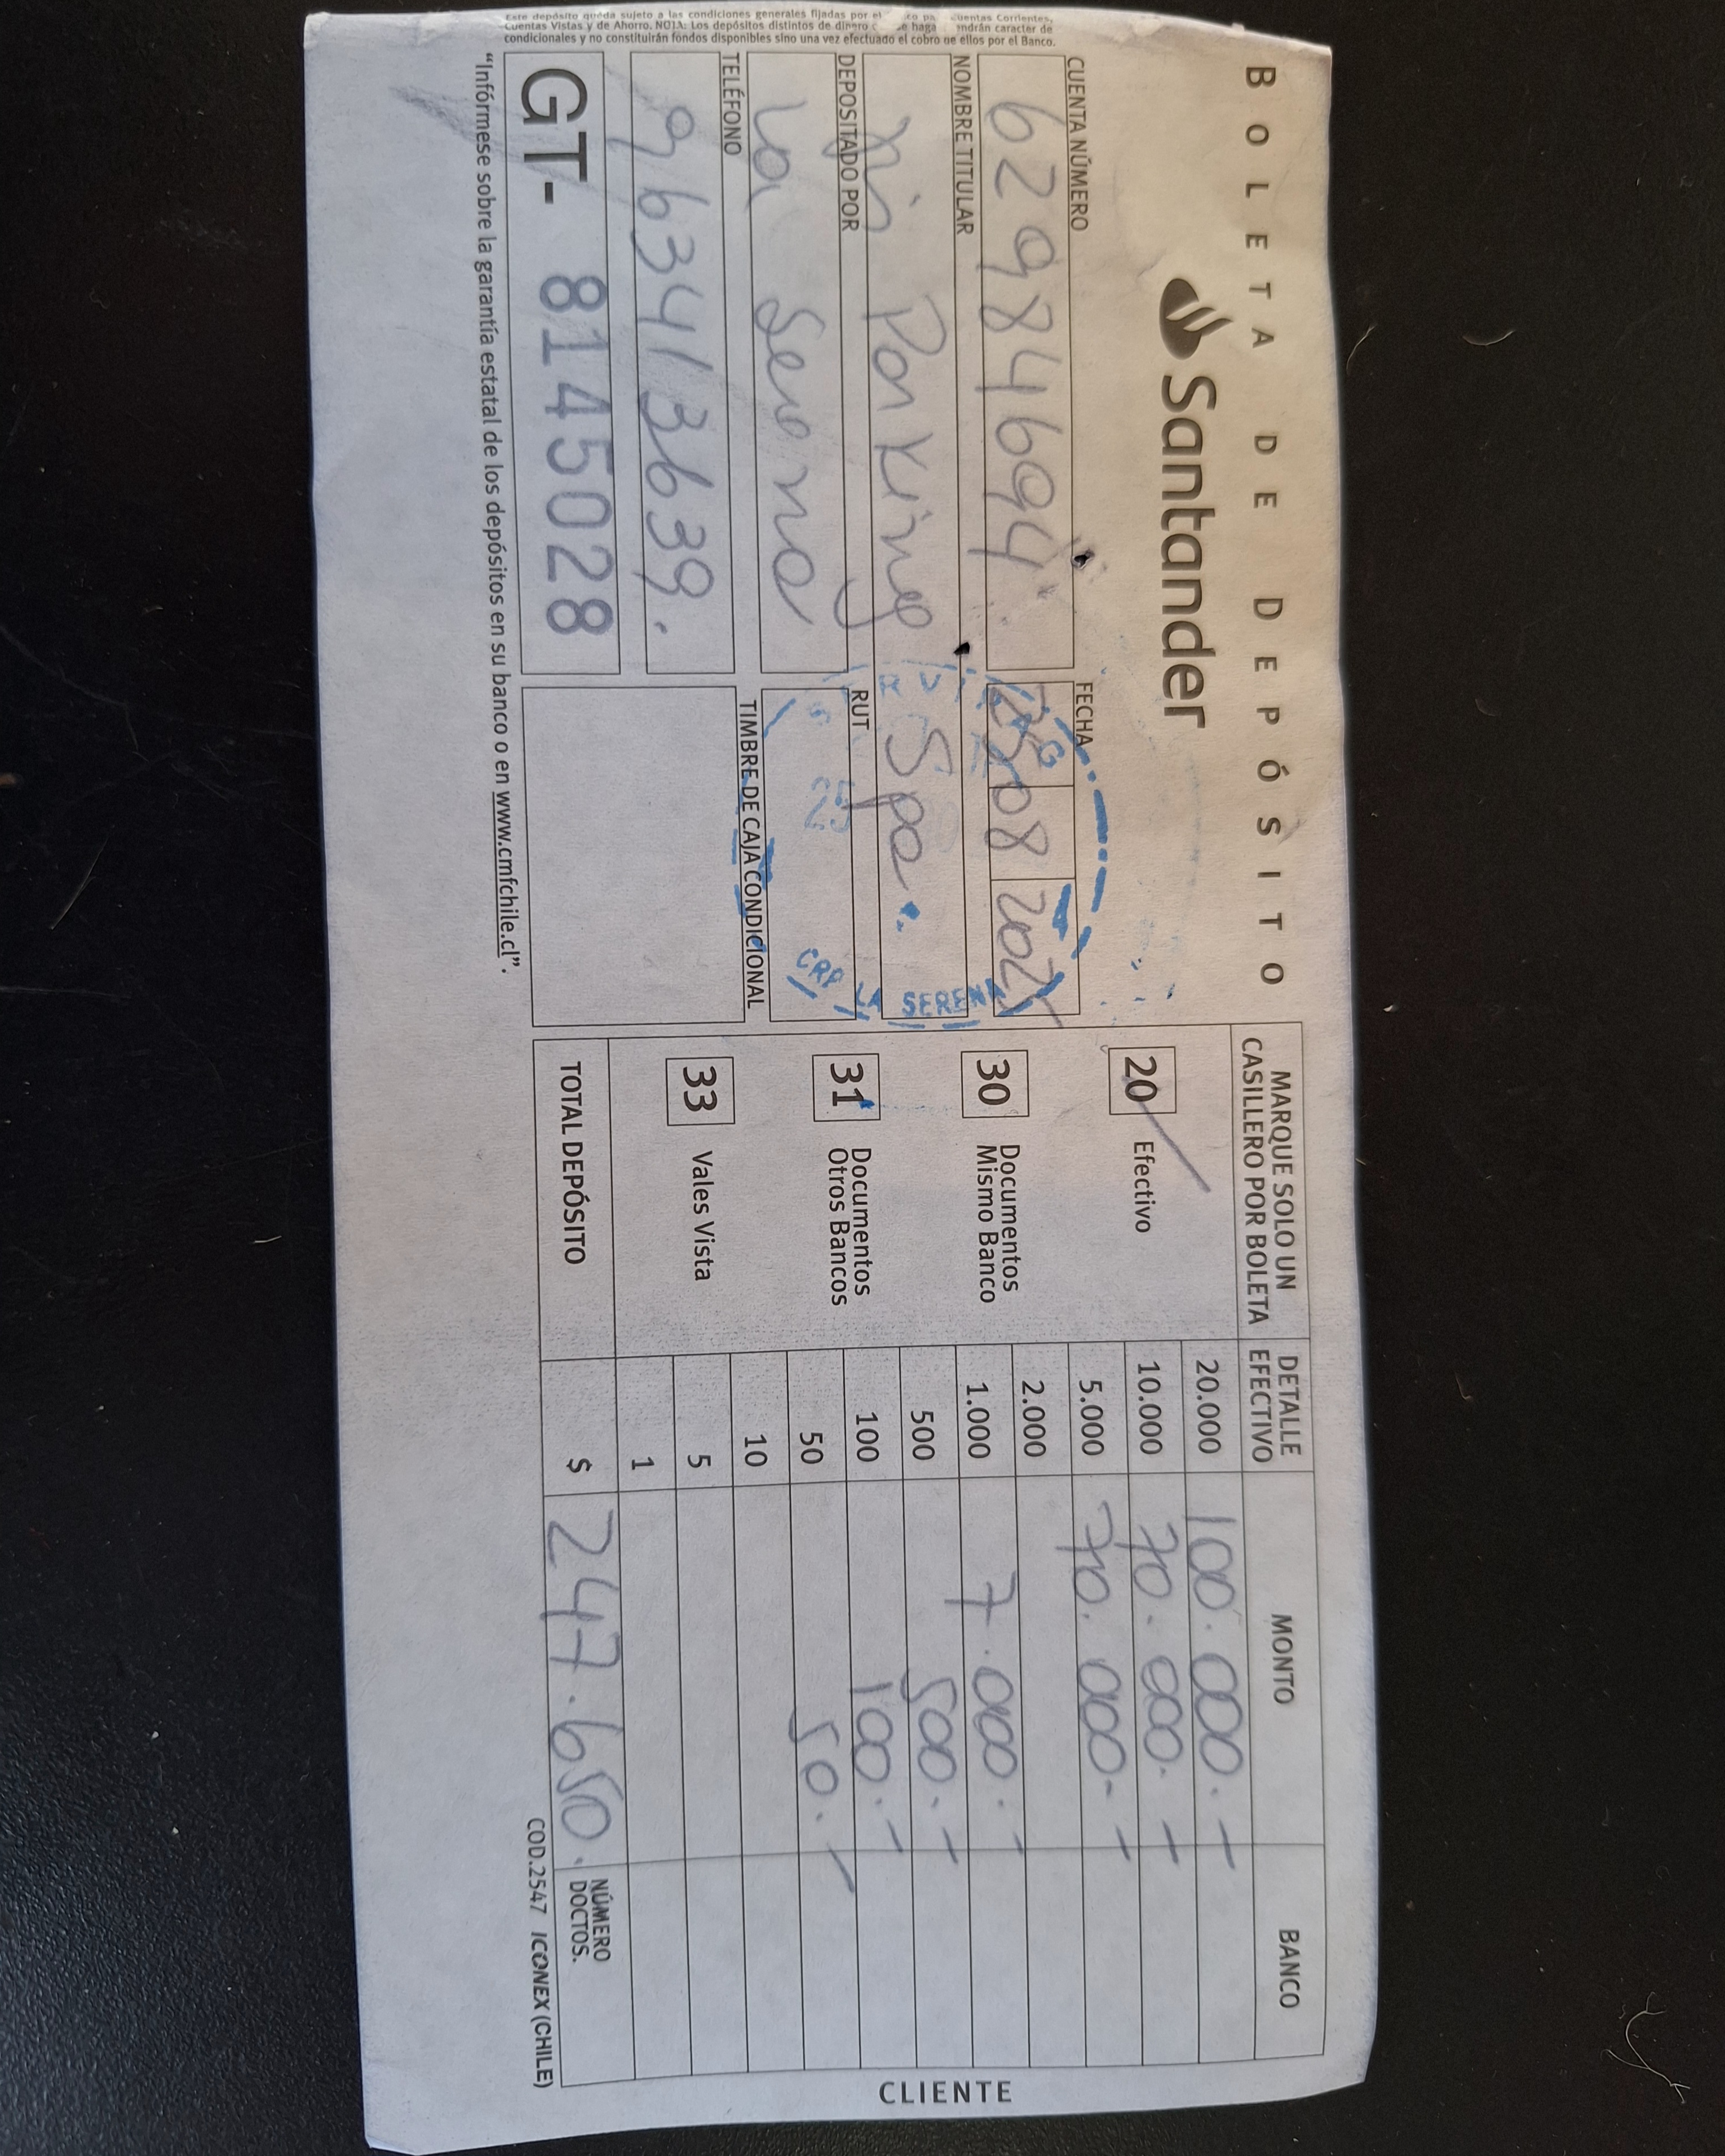 BOLETA DE DEPÓSITO
Santander
CUENTA NÚMERO
62984694
FECHA
08 202
NOMBRE TITULAR
Parking Spa.
DEPOSITADO POR
La Serena
RUT
CRR LA SERENA
TELÉFONO
963413639.
TIMBRE DE CAJA CONDICIONAL
GT- 8145028
"Infórmese sobre la garantía estatal de los depósitos en su banco o en www.cmfchile.cl".
Este depósito queda sujeto a las condiciones generales fijadas por el Cuentas Corrientes,
Cuentas Vistas y de Ahorro. NOTA: Los depósitos distintos de dinero haga caracter de
condicionales y no constituirán fondos disponibles sino una vez efectuado el cobro de ellos por el Banco.
MARQUE SOLO UN
CASILLERO POR BOLETA
DETALLE
EFECTIVO
MONTO
BANCO
20 Efectivo
30 Documentos
Mismo Banco
31 Documentos
Otros Bancos
33 Vales Vista
20.000 100.000.-
10.000 70.000.-
5.000 70.000.-
2.000
1.000 7.000.-
500 500.-
100 100.-
50 50.-
10
5
1
TOTAL DEPÓSITO $ 247.650.
NÚMERO
DOCTOS.
COD.2547 ICONEX (CHILE)
CLIENTE